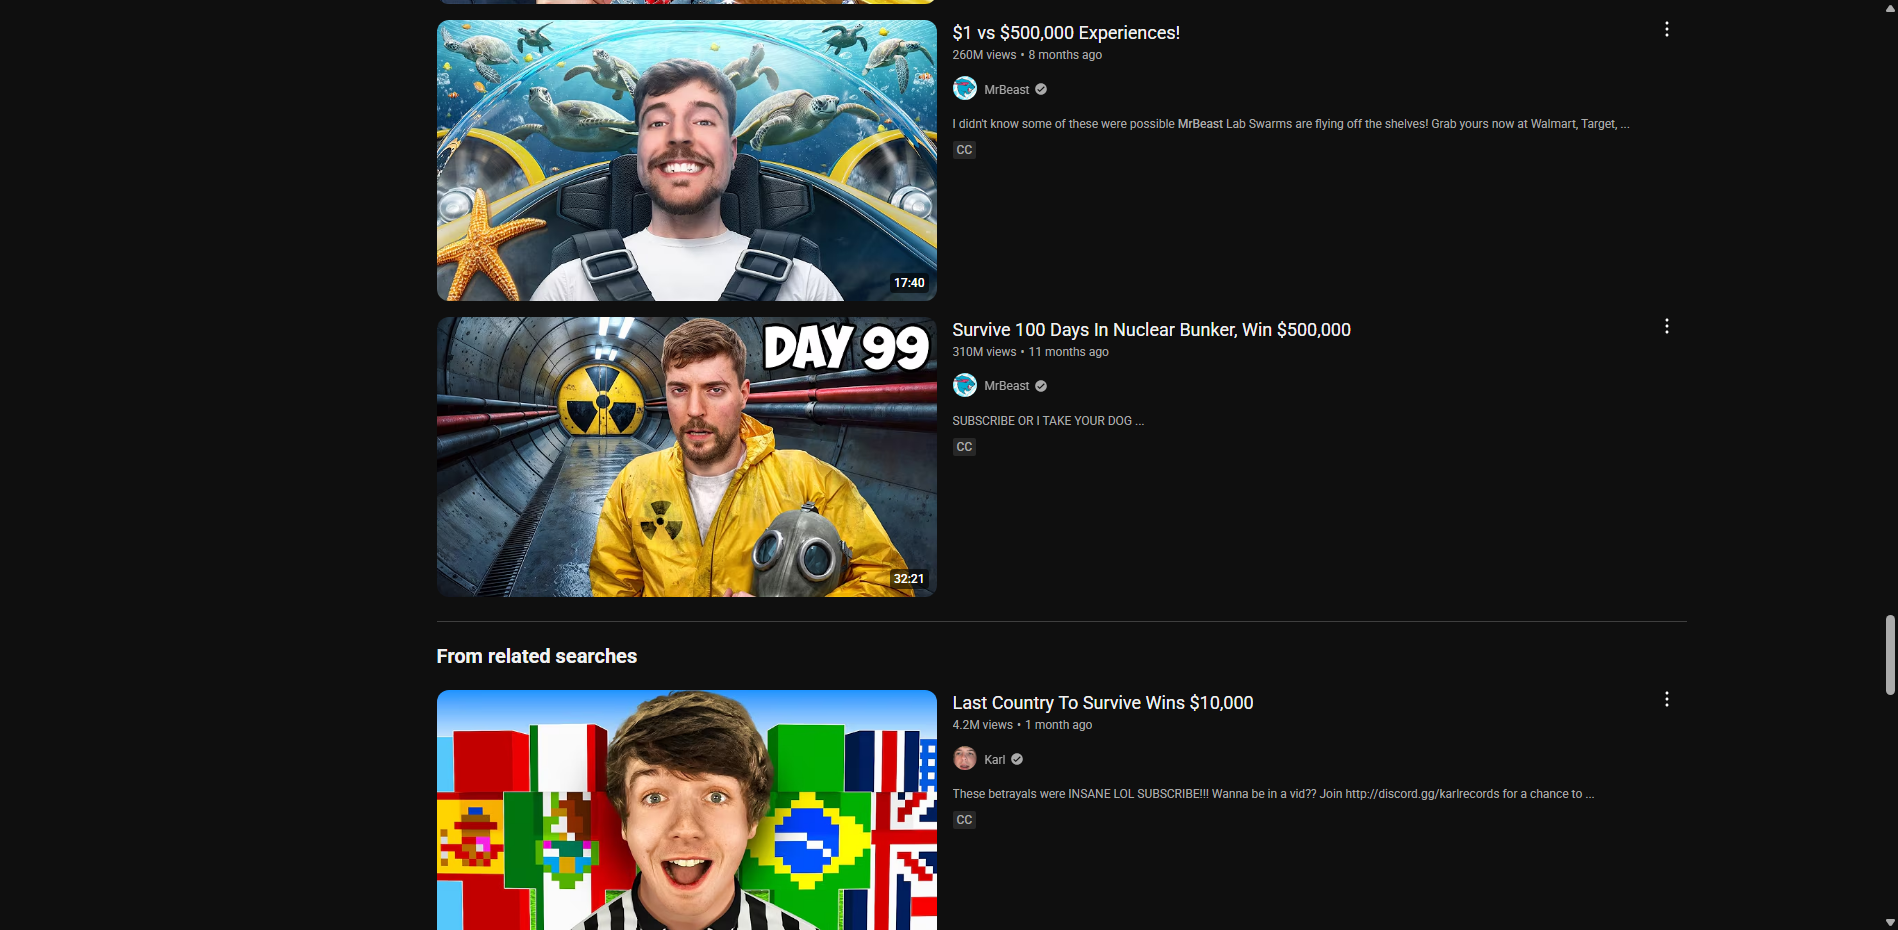 $1 vs $500,000 Experiences!
260M views • 8 months ago
MrBeast
I didn't know some of these were possible MrBeast Lab Swarms are flying off the shelves! Grab yours now at Walmart, Target, ...
CC
17:40
DAY 99
Survive 100 Days In Nuclear Bunker, Win $500,000
310M views • 11 months ago
MrBeast
SUBSCRIBE OR I TAKE YOUR DOG ...
CC
32:21
From related searches
Last Country To Survive Wins $10,000
4.2M views • 1 month ago
Karl
These betrayals were INSANE LOL SUBSCRIBE!!! Wanna be in a vid?? Join http://discord.gg/karlrecords for a chance to ...
CC